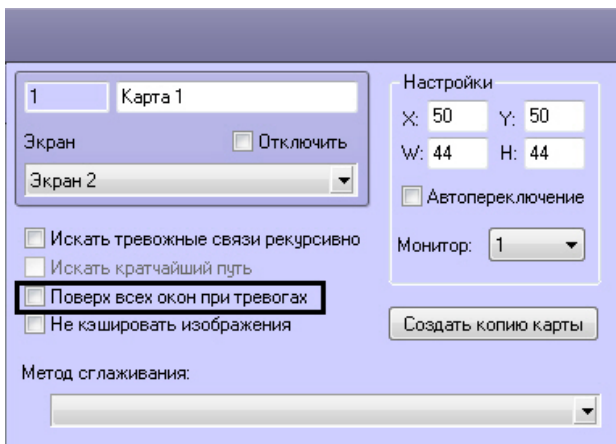 1
Карта 1
Экран
Отключить
Экран 2
Искать тревожные связи рекурсивно
Искать кратчайший путь
Поверх всех окон при тревогах
Не кэшировать изображения
Метод сглаживания:
Настройки
X: 50 Y: 50
W: 44 H: 44
Автопереключение
Монитор: 1
Создать копию карты